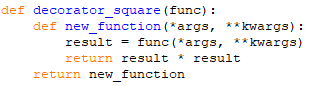 def decorator_square(func):
    def new_function(*args, **kwargs):
        result = func(*args, **kwargs)
        return result * result
    return new_function